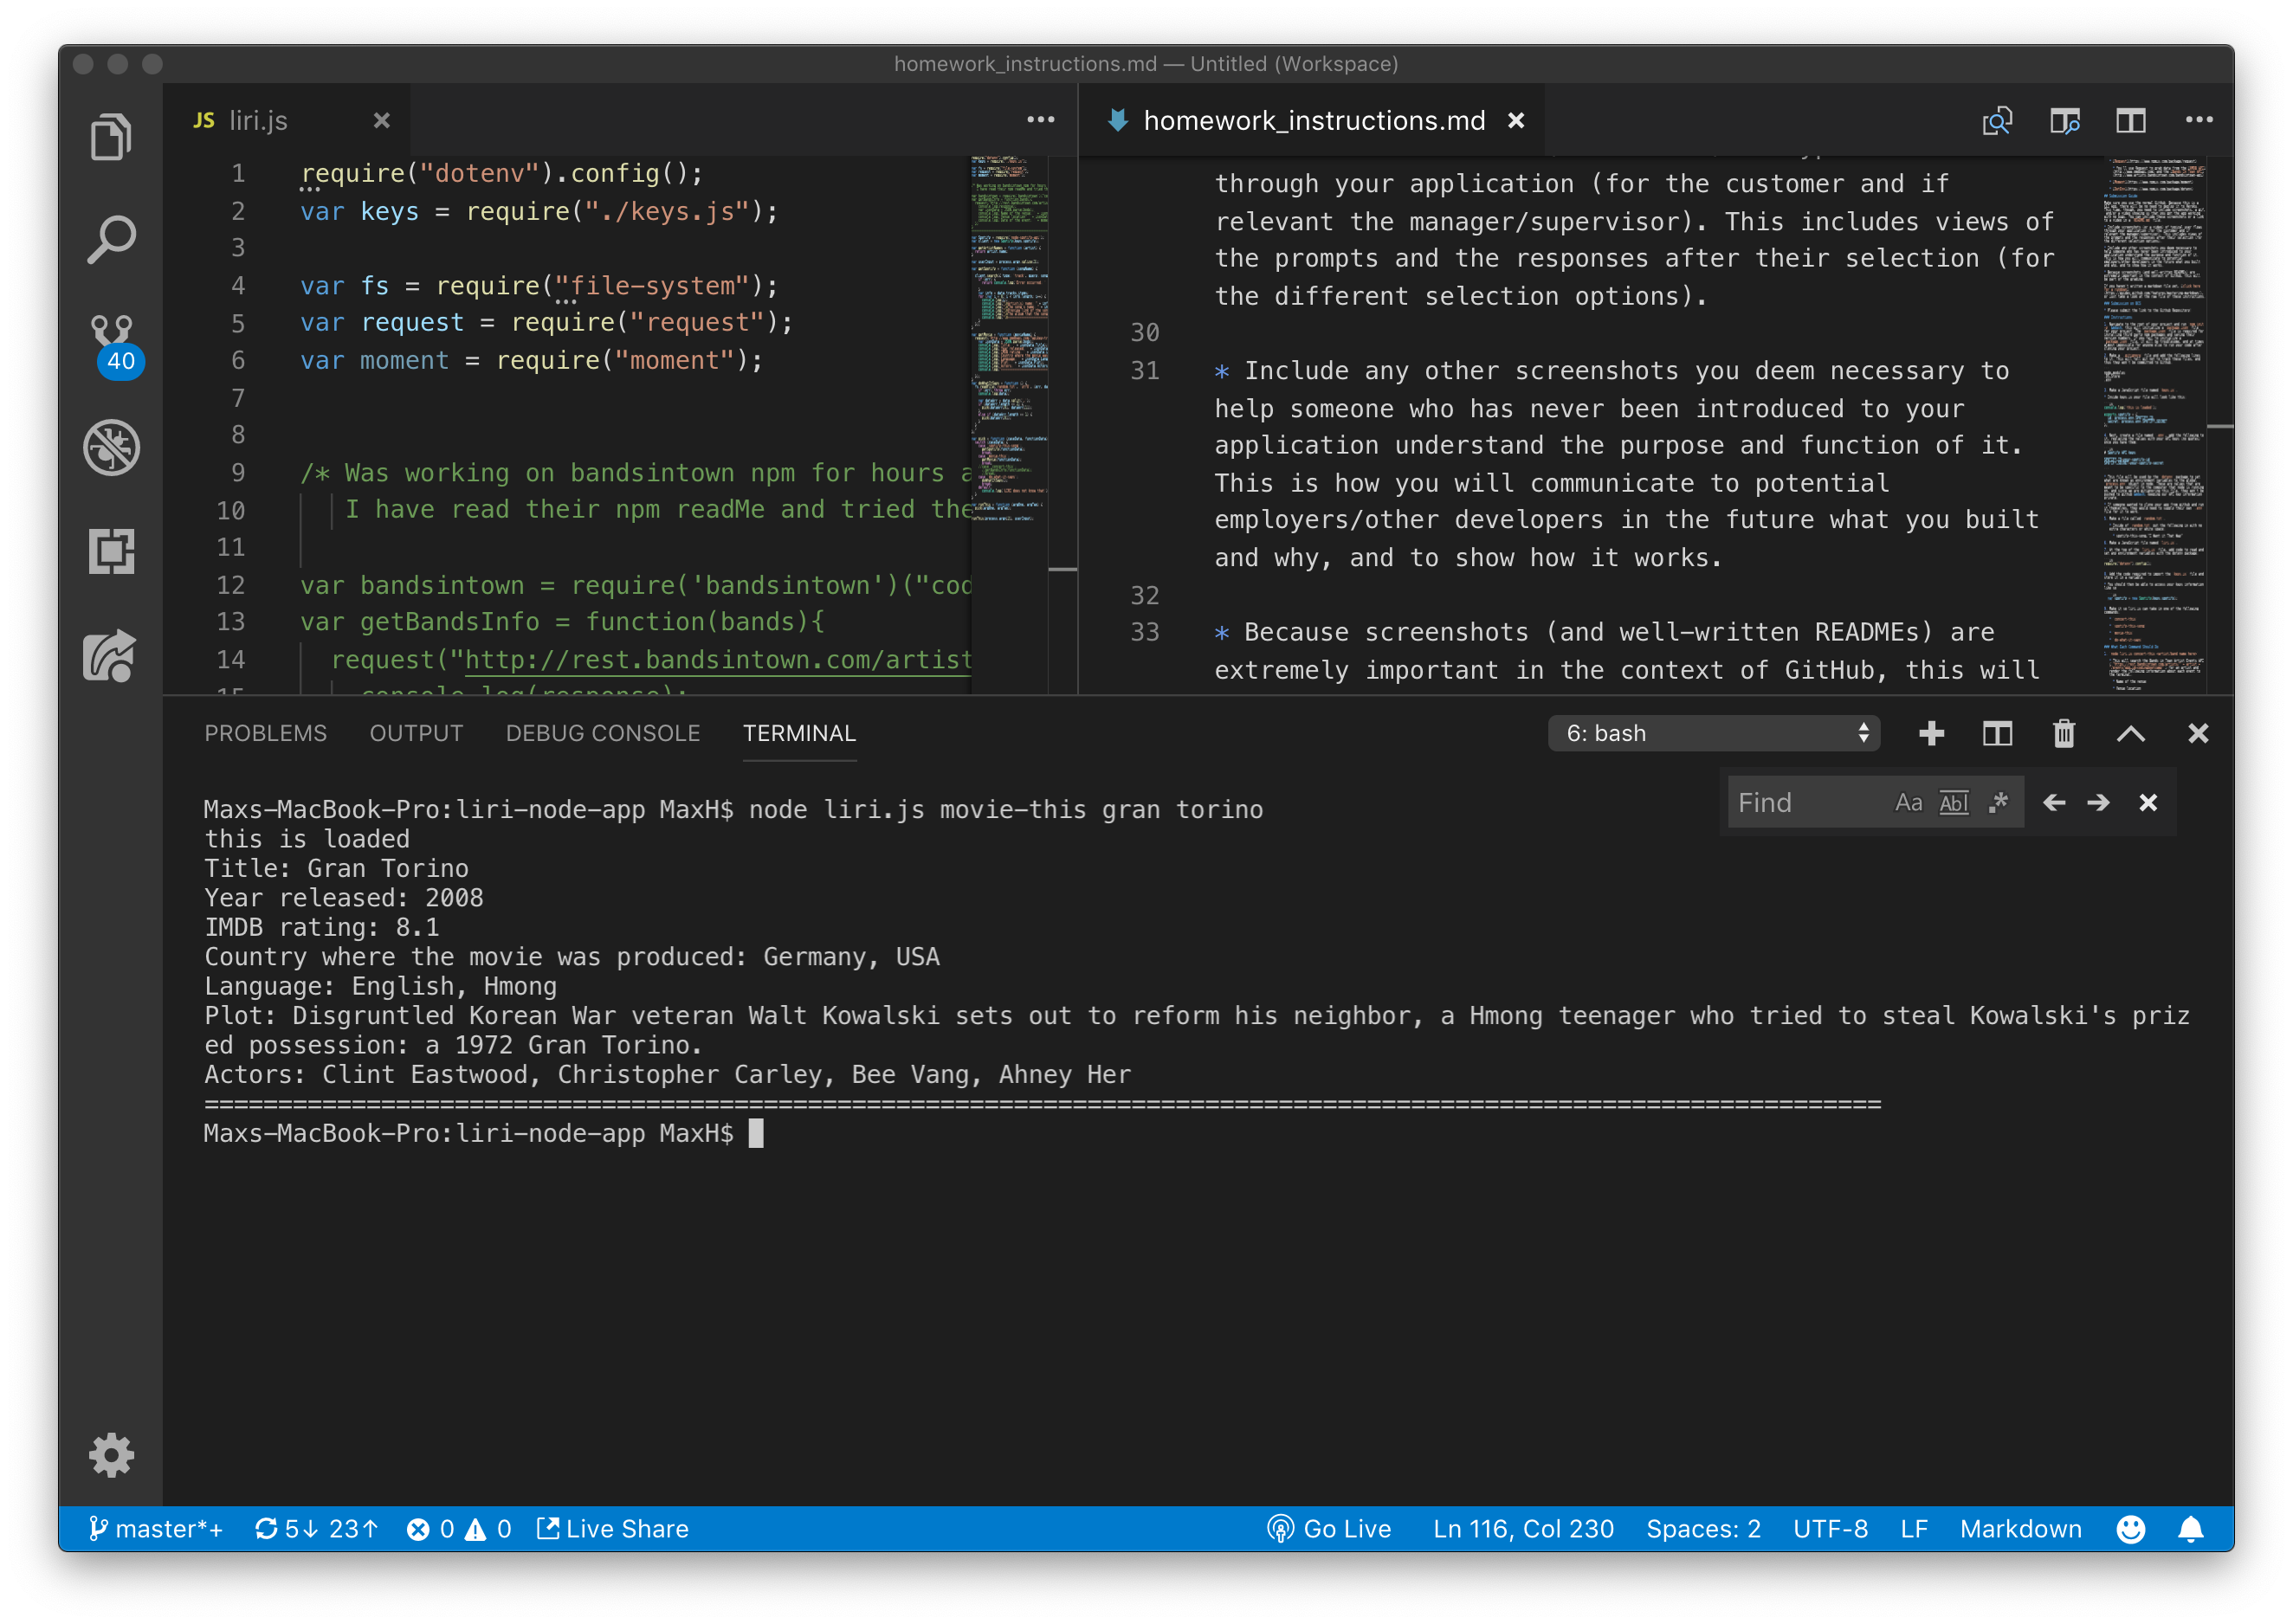 homework_instructions.md — Untitled (Workspace)
JS liri.js
homework_instructions.md
1 require("dotenv").config();
2 var keys = require("./keys.js");
3
4 var fs = require("file-system");
5 var request = require("request");
6 var moment = require("moment");
7
8
9 /* Was working on bandsintown npm for hours a
10 I have read their npm readMe and tried the
11
12 var bandsintown = require('bandsintown')("cod
13 var getBandsInfo = function(bands){
14 request("http://rest.bandsintown.com/artist
15 console.log(response);
through your application (for the customer and if
relevant the manager/supervisor). This includes views of
the prompts and the responses after their selection (for
the different selection options).
30
31 * Include any other screenshots you deem necessary to
help someone who has never been introduced to your
application understand the purpose and function of it.
This is how you will communicate to potential
employers/other developers in the future what you built
and why, and to show how it works.
32
33 * Because screenshots (and well-written READMEs) are
extremely important in the context of GitHub, this will
40
PROBLEMS OUTPUT DEBUG CONSOLE TERMINAL
6: bash
Find Aa Abl .*
Maxs-MacBook-Pro:liri-node-app MaxH$ node liri.js movie-this gran torino
this is loaded
Title: Gran Torino
Year released: 2008
IMDB rating: 8.1
Country where the movie was produced: Germany, USA
Language: English, Hmong
Plot: Disgruntled Korean War veteran Walt Kowalski sets out to reform his neighbor, a Hmong teenager who tried to steal Kowalski's priz
ed possession: a 1972 Gran Torino.
Actors: Clint Eastwood, Christopher Carley, Bee Vang, Ahney Her
==================================================================================================================
Maxs-MacBook-Pro:liri-node-app MaxH$
master*+ 5↓ 23↑ 0 0 Live Share
Go Live Ln 116, Col 230 Spaces: 2 UTF-8 LF Markdown